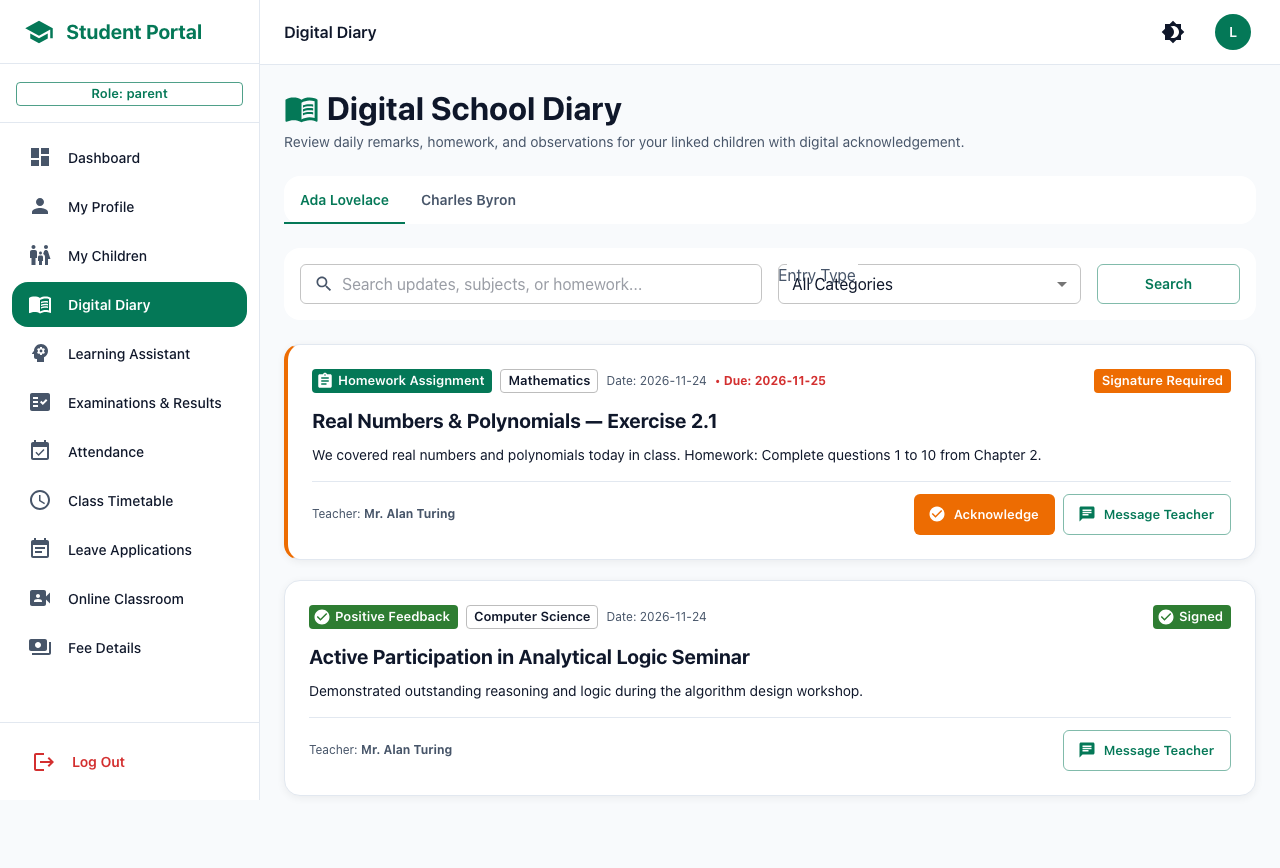 Student Portal
Digital Diary
L
Role: parent
Dashboard
My Profile
My Children
Digital Diary
Learning Assistant
Examinations & Results
Attendance
Class Timetable
Leave Applications
Online Classroom
Fee Details
Log Out
Digital School Diary
Review daily remarks, homework, and observations for your linked children with digital acknowledgement.
Ada Lovelace Charles Byron
Search updates, subjects, or homework...
Entry Type
All Categories
Search
Homework Assignment Mathematics Date: 2026-11-24 • Due: 2026-11-25 Signature Required
Real Numbers & Polynomials — Exercise 2.1
We covered real numbers and polynomials today in class. Homework: Complete questions 1 to 10 from Chapter 2.
Teacher: Mr. Alan Turing Acknowledge Message Teacher
Positive Feedback Computer Science Date: 2026-11-24 Signed
Active Participation in Analytical Logic Seminar
Demonstrated outstanding reasoning and logic during the algorithm design workshop.
Teacher: Mr. Alan Turing Message Teacher